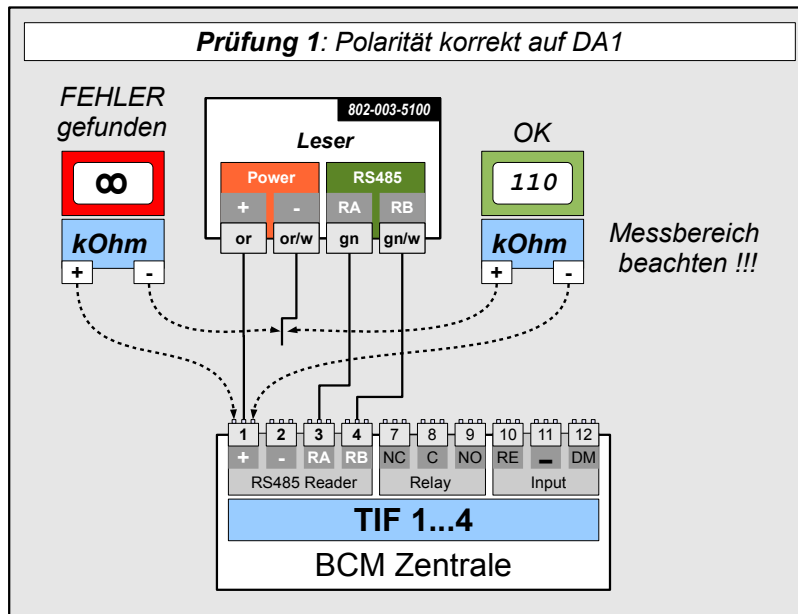 Prüfung 1: Polarität korrekt auf DA1
FEHLER
gefunden
∞
kOhm
+ -
802-003-5100
Leser
Power RS485
+ - RA RB
or or/w gn gn/w
OK
110
kOhm
+ -
Messbereich
beachten !!!
1 2 3 4 7 8 9 10 11 12
+ - RA RB NC C NO RE - DM
RS485 Reader Relay Input
TIF 1...4
BCM Zentrale